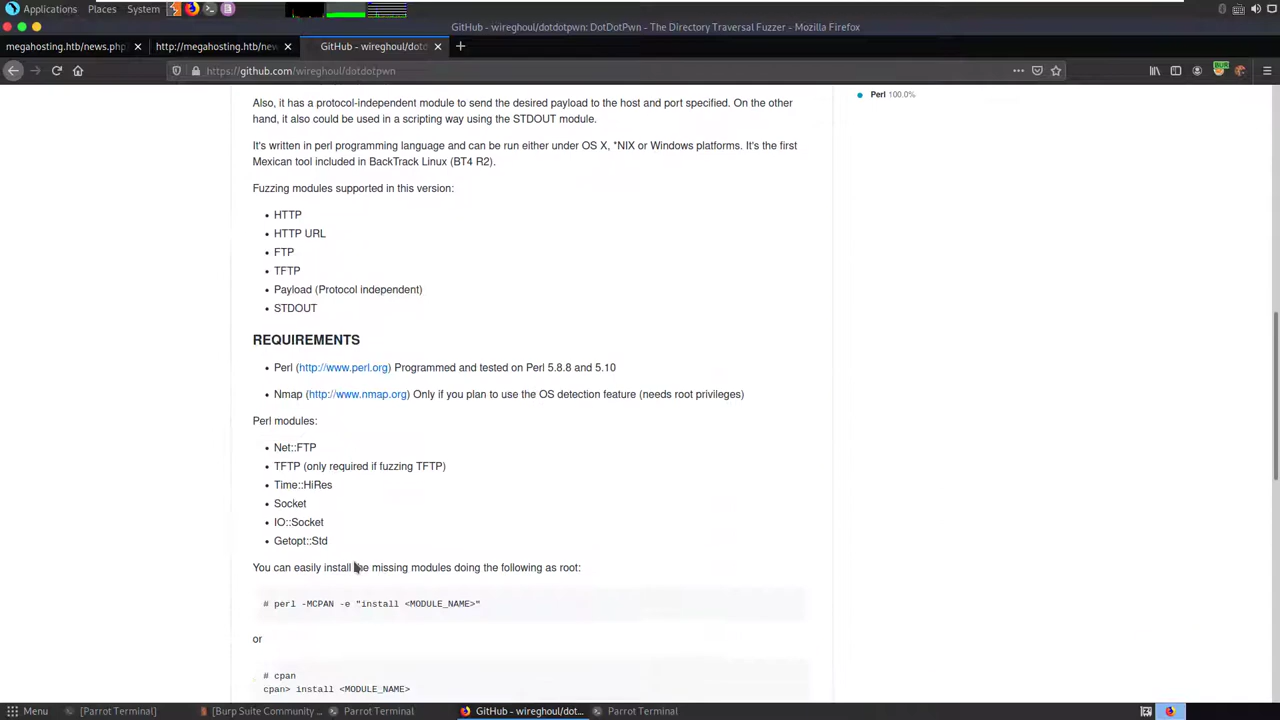 Applications Places System
GitHub - wireghoul/dotdotpwn: DotDotPwn - The Directory Traversal Fuzzer - Mozilla Firefox
megahosting.htb/news.php
http://megahosting.htb/new
GitHub - wireghoul/dotd
https://github.com/wireghoul/dotdotpwn
BUR
Also, it has a protocol-independent module to send the desired payload to the host and port specified. On the other
hand, it also could be used in a scripting way using the STDOUT module.
Perl 100.0%
It's written in perl programming language and can be run either under OS X, *NIX or Windows platforms. It's the first
Mexican tool included in BackTrack Linux (BT4 R2).
Fuzzing modules supported in this version:
• HTTP
• HTTP URL
• FTP
• TFTP
• Payload (Protocol independent)
• STDOUT
REQUIREMENTS
• Perl (http://www.perl.org) Programmed and tested on Perl 5.8.8 and 5.10
• Nmap (http://www.nmap.org) Only if you plan to use the OS detection feature (needs root privileges)
Perl modules:
• Net::FTP
• TFTP (only required if fuzzing TFTP)
• Time::HiRes
• Socket
• IO::Socket
• Getopt::Std
You can easily install the missing modules doing the following as root:
# perl -MCPAN -e "install <MODULE_NAME>"
or
# cpan
cpan> install <MODULE_NAME>
Menu
[Parrot Terminal]
[Burp Suite Community ...
[Parrot Terminal]
GitHub - wireghoul/dot...
[Parrot Terminal]